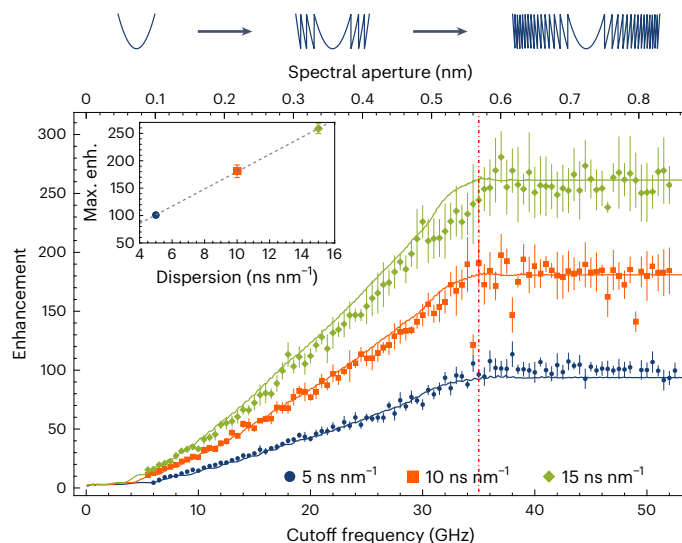 Spectral aperture (nm)
0 0.1 0.2 0.3 0.4 0.5 0.6 0.7 0.8
300
250
200
150
100
50
0
Enhancement
250
200
150
100
50
Max. enh.
4 6 8 10 12 14 16
Dispersion (ns nm⁻¹)
5 ns nm⁻¹ 10 ns nm⁻¹ 15 ns nm⁻¹
0 10 20 30 40 50
Cutoff frequency (GHz)